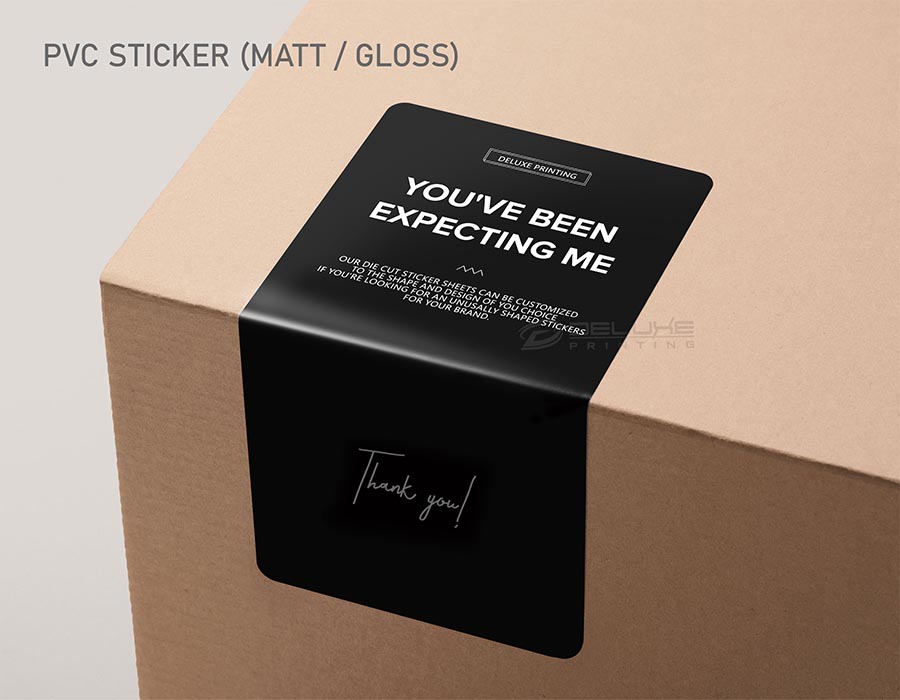 PVC STICKER (MATT / GLOSS)
DELUXE PRINTING
YOU'VE BEEN
EXPECTING ME
OUR DIE CUT STICKER SHEETS CAN BE CUSTOMIZED
TO THE SHAPE AND DESIGN OF YOU CHOICE
IF YOU'RE LOOKING FOR AN UNUSALLY SHAPED STICKERS
FOR YOUR BRAND.
DELUXE
PRINTING
Thank you!